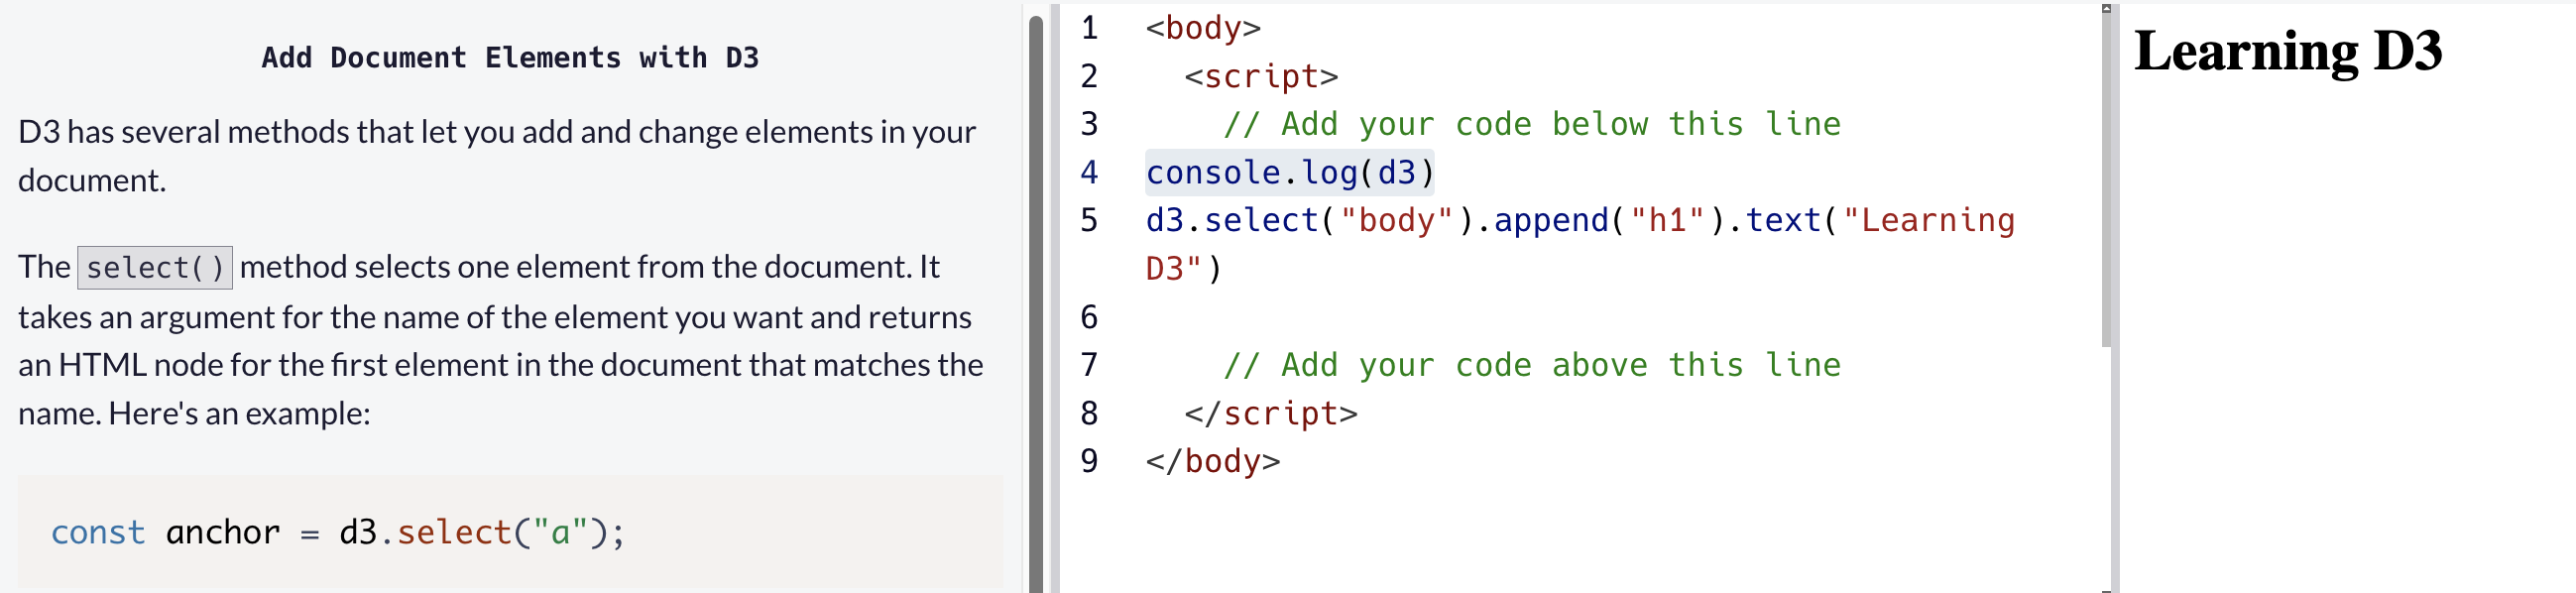 Add Document Elements with D3
D3 has several methods that let you add and change elements in your
document.
The select() method selects one element from the document. It
takes an argument for the name of the element you want and returns
an HTML node for the first element in the document that matches the
name. Here's an example:
const anchor = d3.select("a");
1 <body>
2 <script>
3 // Add your code below this line
4 console.log(d3)
5 d3.select("body").append("h1").text("Learning
D3")
6
7 // Add your code above this line
8 </script>
9 </body>
Learning D3